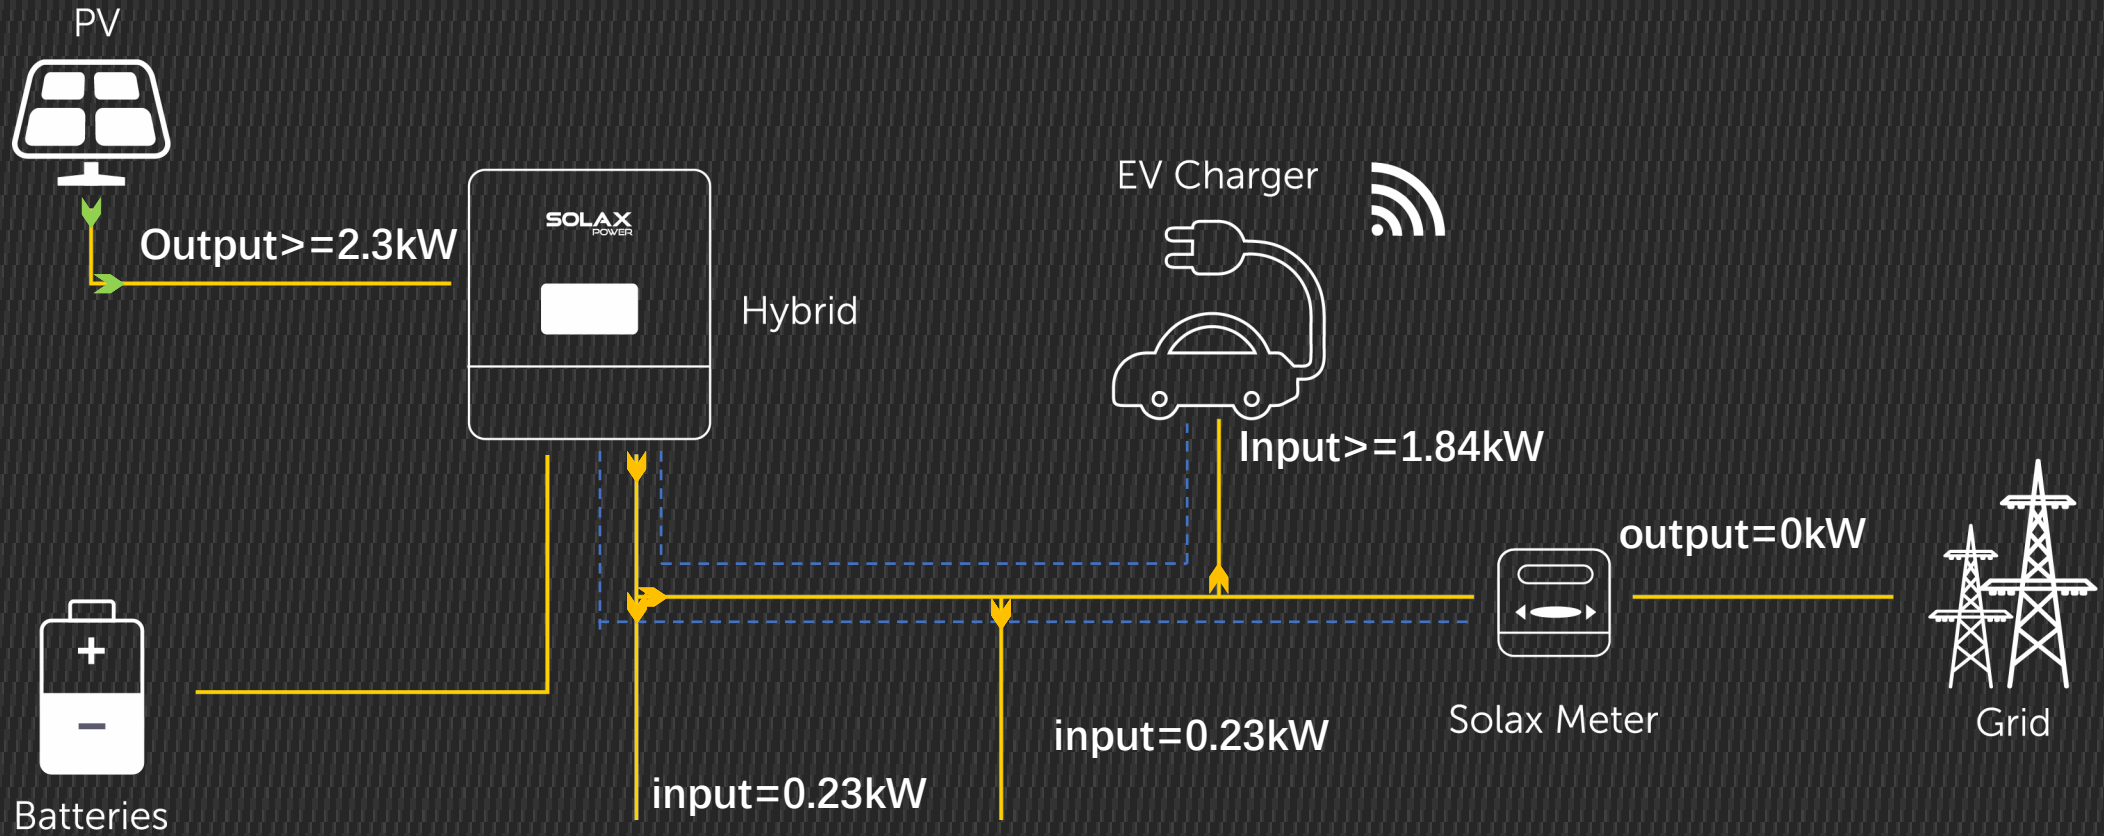 PV
Output>=2.3kW
SOLAX
POWER
Hybrid
EV Charger
Input>=1.84kW
output=0kW
+
−
Batteries
input=0.23kW
input=0.23kW
Solax Meter
Grid